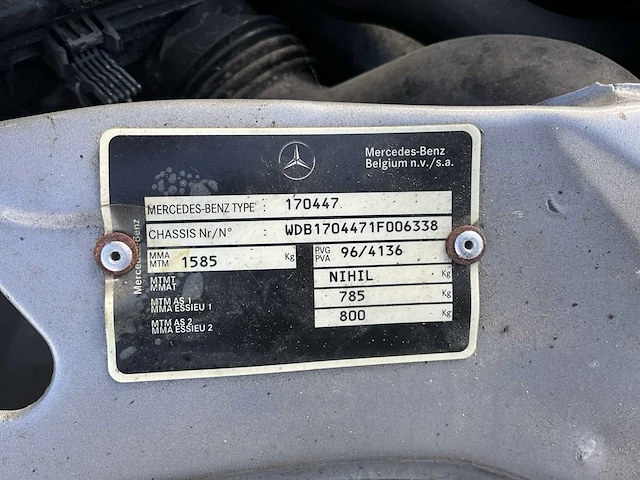 Mercedes-Benz
Belgium n.v./s.a.
MERCEDES-BENZ TYPE : 170447
CHASSIS Nr/N° : WDB1704471F006338
MMA MTM 1585 Kg PVG PVA 96/4136
MTMT MMAT NIHIL Kg
MTM AS 1 MMA ESSIEU 1 785 Kg
MTM AS 2 MMA ESSIEU 2 800 Kg
Mercedes-Benz